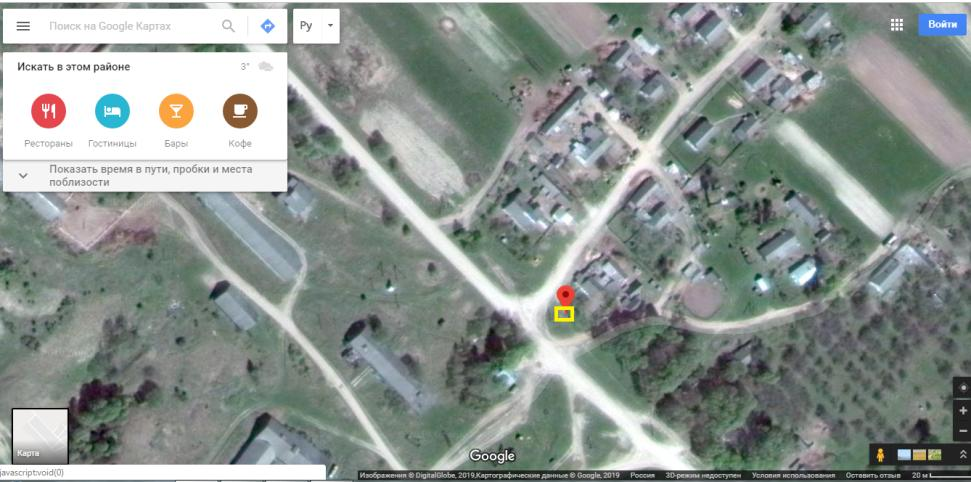 Поиск на Google Картах
Ру
Войти
Искать в этом районе
3°
Рестораны Гостиницы Бары Кофе
Показать время в пути, пробки и места
поблизости
Карта
Google
javascript:void(0)
Изображения © DigitalGlobe, 2019,Картографические данные © Google, 2019 Россия 3D-режим недоступен Условия использования Оставить отзыв 20 м